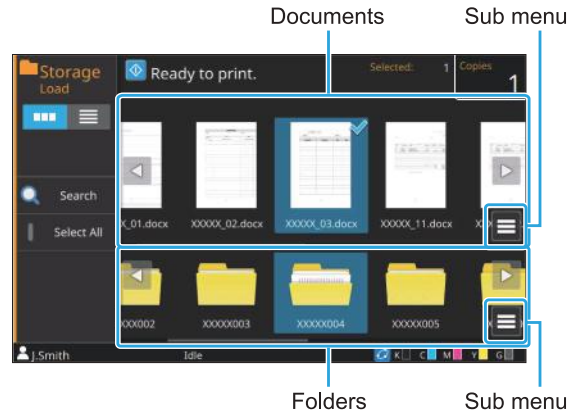 Documents Sub menu
Storage
Load
Ready to print.
Selected: 1
Copies
1
Search
Select All
X_01.docx XXXXX_02.docx XXXXX_03.docx XXXXX_11.docx
XXX002 XXXXX003 XXXXX004 XXXXX005
J.Smith Idle K C M Y G
Folders Sub menu